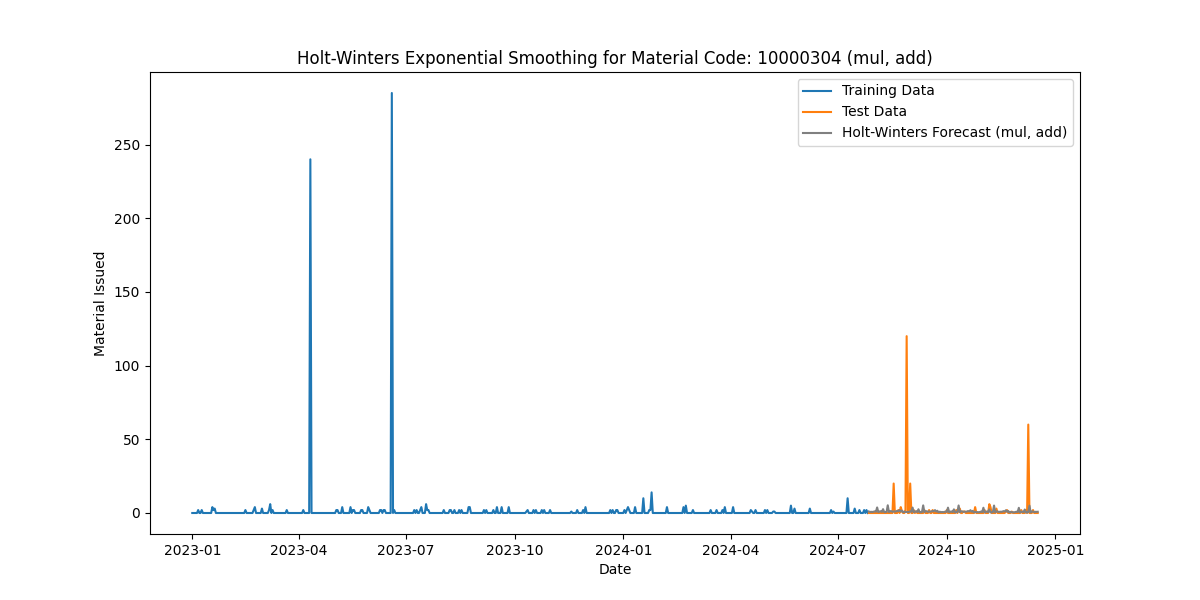 Holt-Winters Exponential Smoothing for Material Code: 10000304 (mul, add)
Training Data
Test Data
Holt-Winters Forecast (mul, add)
Material Issued
250
200
150
100
50
0
2023-01 2023-04 2023-07 2023-10 2024-01 2024-04 2024-07 2024-10 2025-01
Date